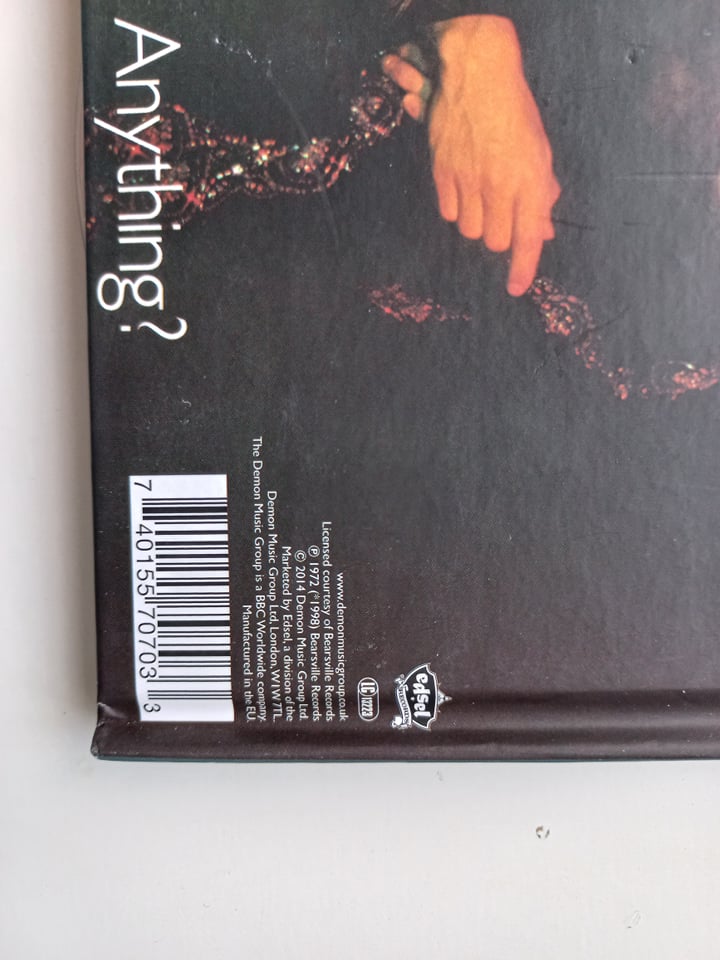 Anything?
www.demonmusicgroup.co.uk
Licensed courtesy of Bearsville Records
℗ 1972 (*1998) Bearsville Records
© 2014 Demon Music Group Ltd.
Marketed by Edsel, a division of the
Demon Music Group Ltd, London, W1W 7TL.
The Demon Music Group is a BBC Worldwide company.
Manufactured in the EU.
edsel
LC 12723
7 40155 70703 3